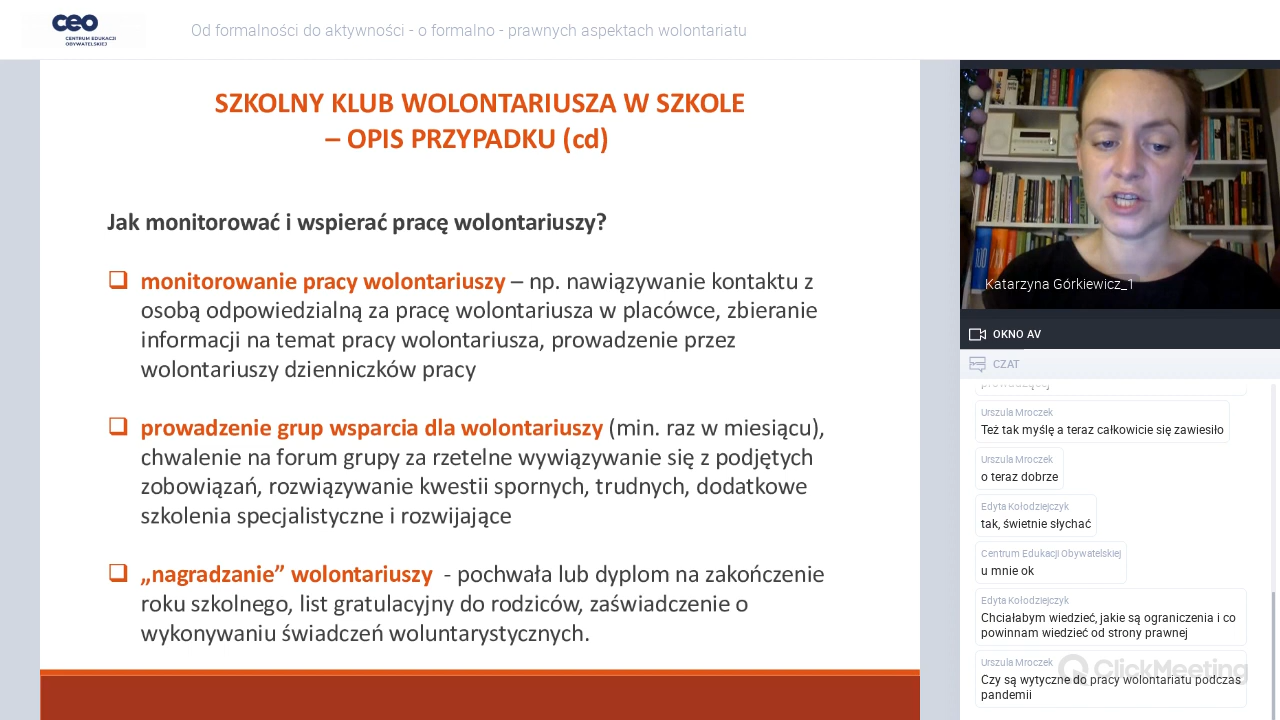 ceo
CENTRUM EDUKACJI
OBYWATELSKIEJ
Od formalności do aktywności - o formalno - prawnych aspektach wolontariatu
SZKOLNY KLUB WOLONTARIUSZA W SZKOLE
– OPIS PRZYPADKU (cd)
Jak monitorować i wspierać pracę wolontariuszy?
monitorowanie pracy wolontariuszy – np. nawiązywanie kontaktu z
osobą odpowiedzialną za pracę wolontariusza w placówce, zbieranie
informacji na temat pracy wolontariusza, prowadzenie przez
wolontariuszy dzienniczków pracy
prowadzenie grup wsparcia dla wolontariuszy (min. raz w miesiącu),
chwalenie na forum grupy za rzetelne wywiązywanie się z podjętych
zobowiązań, rozwiązywanie kwestii spornych, trudnych, dodatkowe
szkolenia specjalistyczne i rozwijające
„nagradzanie” wolontariuszy - pochwała lub dyplom na zakończenie
roku szkolnego, list gratulacyjny do rodziców, zaświadczenie o
wykonywaniu świadczeń woluntarystycznych.
Katarzyna Górkiewicz_1
OKNO AV
CZAT
Urszula Mroczek
Też tak myślę a teraz całkowicie się zawiesiło
Urszula Mroczek
o teraz dobrze
Edyta Kołodziejczyk
tak, świetnie słychać
Centrum Edukacji Obywatelskiej
u mnie ok
Edyta Kołodziejczyk
Chciałabym wiedzieć, jakie są ograniczenia i co
powinnam wiedzieć od strony prawnej
Urszula Mroczek
ClickMeeting
Czy są wytyczne do pracy wolontariatu podczas
pandemii